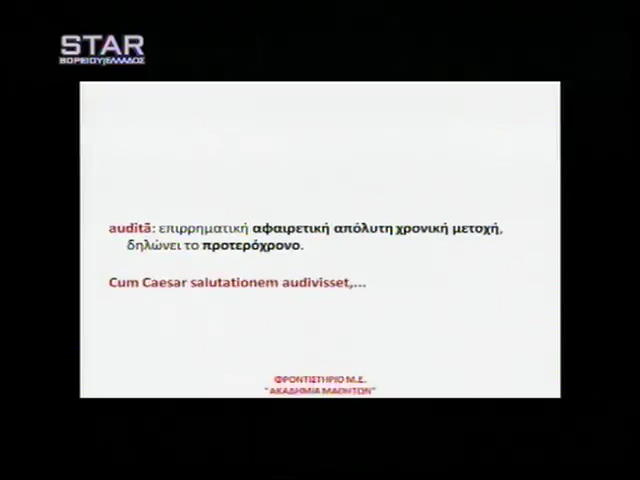 STAR
ΒΟΡΕΙΟΥ ΕΛΛΑΔΟΣ
auditā: επιρρηματική αφαιρετική απόλυτη χρονική μετοχή,
δηλώνει το προτερόχρονο.
Cum Caesar salutationem audivisset,...
ΦΡΟΝΤΙΣΤΗΡΙΟ Μ.Ε.
"ΑΚΑΔΗΜΙΑ ΜΑΘΗΤΩΝ"